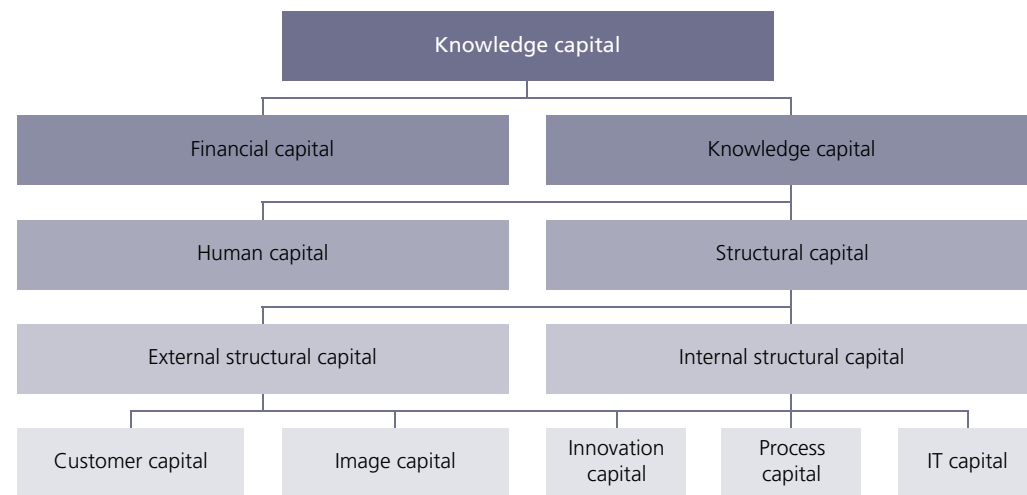 Knowledge capital
Financial capital
Knowledge capital
Human capital
Structural capital
External structural capital
Internal structural capital
Customer capital
Image capital
Innovation
capital
Process
capital
IT capital